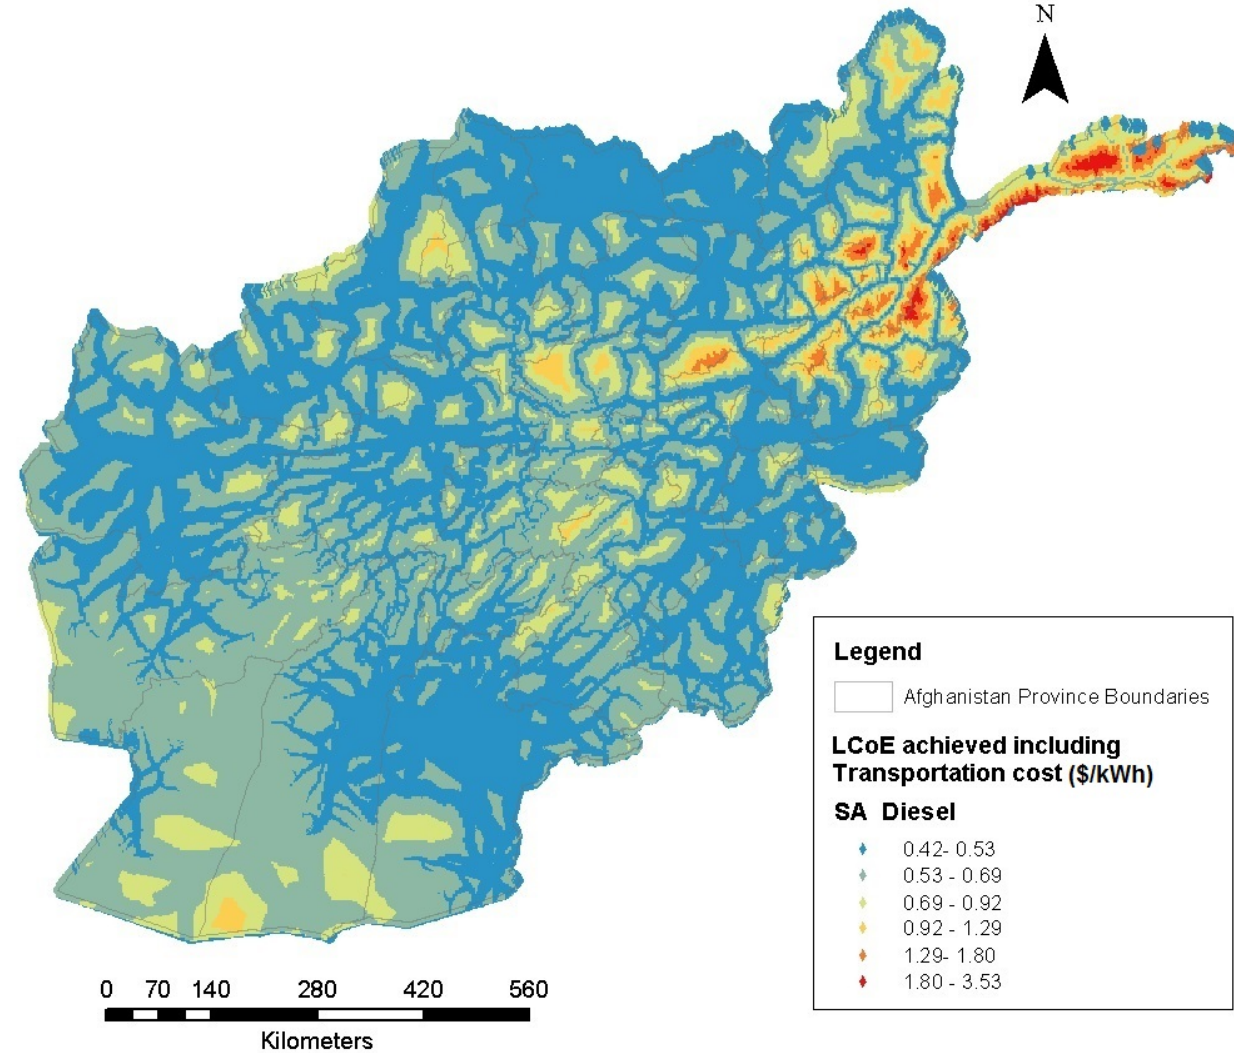 N
Legend
Afghanistan Province Boundaries
LCoE achieved including
Transportation cost ($/kWh)
SA Diesel
0.42- 0.53
0.53 - 0.69
0.69 - 0.92
0.92 - 1.29
1.29- 1.80
1.80 - 3.53
0 70 140 280 420 560
Kilometers